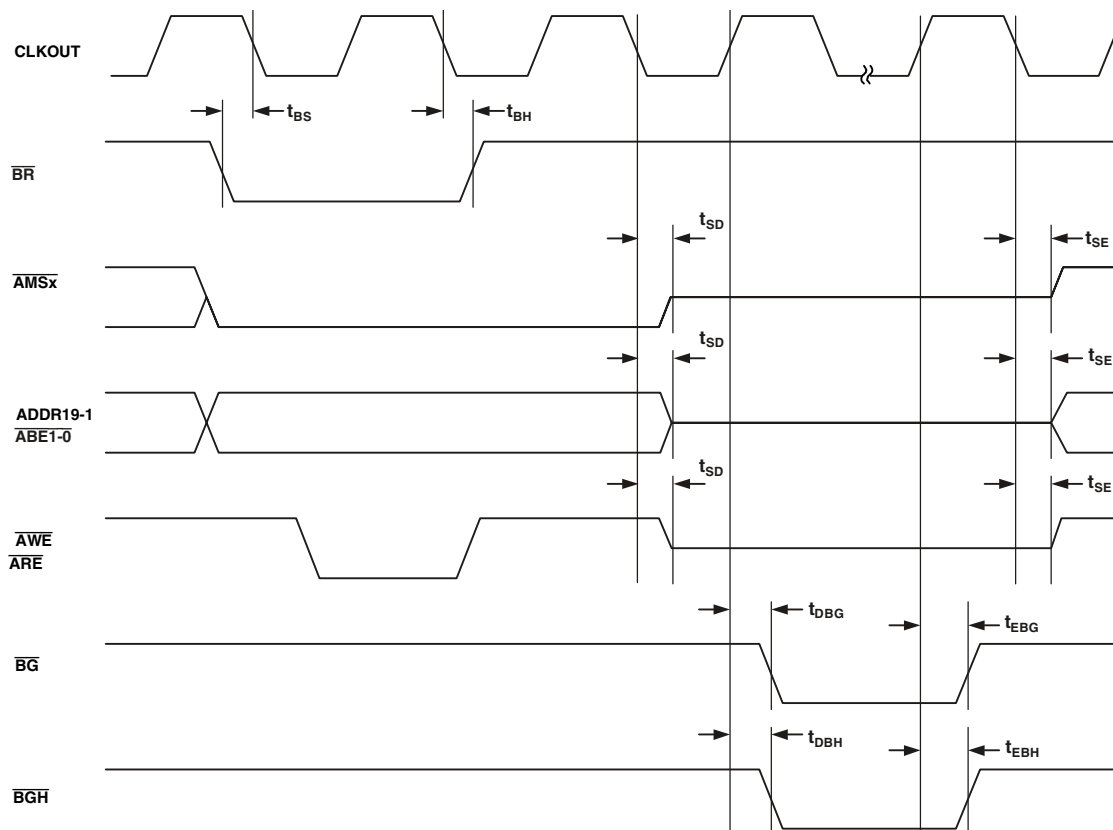 CLKOUT
tBS
tBH
BR
tSD
tSE
AMSx
tSD
tSE
ADDR19-1
ABE1-0
tSD
tSE
AWE
ARE
tDBG
tEBG
BG
tDBH
tEBH
BGH